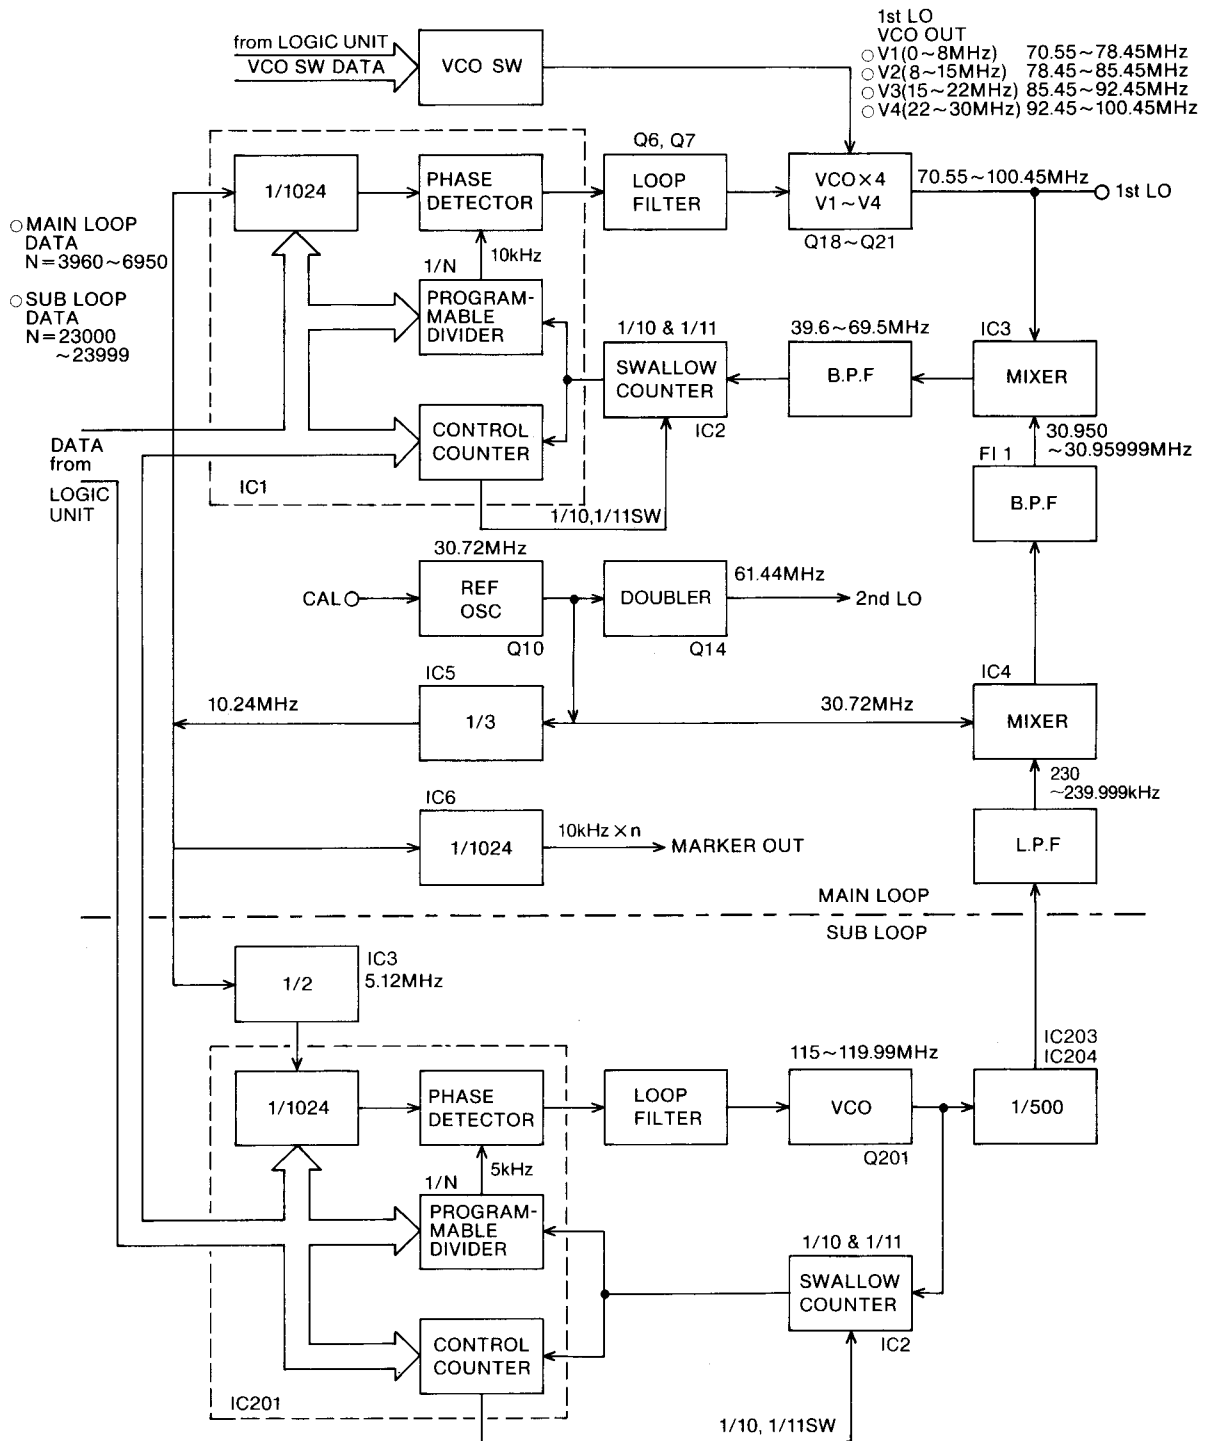 1st LO
VCO OUT
from LOGIC UNIT
VCO SW DATA
VCO SW
○V1(0~8MHz) 70.55~78.45MHz
○V2(8~15MHz) 78.45~85.45MHz
○V3(15~22MHz) 85.45~92.45MHz
○V4(22~30MHz) 92.45~100.45MHz
Q6, Q7
1/1024
PHASE
DETECTOR
LOOP
FILTER
VCO×4
V1~V4
70.55~100.45MHz
1st LO
Q18~Q21
○MAIN LOOP
DATA
N=3960~6950
○SUB LOOP
DATA
N=23000
~23999
10kHz
1/N
PROGRAM-
MABLE
DIVIDER
1/10 & 1/11
SWALLOW
COUNTER
IC2
39.6~69.5MHz
B.P.F
IC3
MIXER
30.950
~30.95999MHz
CONTROL
COUNTER
IC1
1/10,1/11SW
DATA
from
LOGIC
UNIT
FI 1
B.P.F
30.72MHz
CAL
REF
OSC
Q10
DOUBLER
Q14
61.44MHz
2nd LO
IC5
10.24MHz
1/3
30.72MHz
IC4
MIXER
230
~239.999kHz
IC6
1/1024
10kHz×n
MARKER OUT
L.P.F
MAIN LOOP
SUB LOOP
1/2
IC3
5.12MHz
IC203
IC204
1/1024
PHASE
DETECTOR
LOOP
FILTER
115~119.99MHz
VCO
Q201
1/500
5kHz
1/N
PROGRAM-
MABLE
DIVIDER
1/10 & 1/11
SWALLOW
COUNTER
IC2
CONTROL
COUNTER
IC201
1/10, 1/11SW